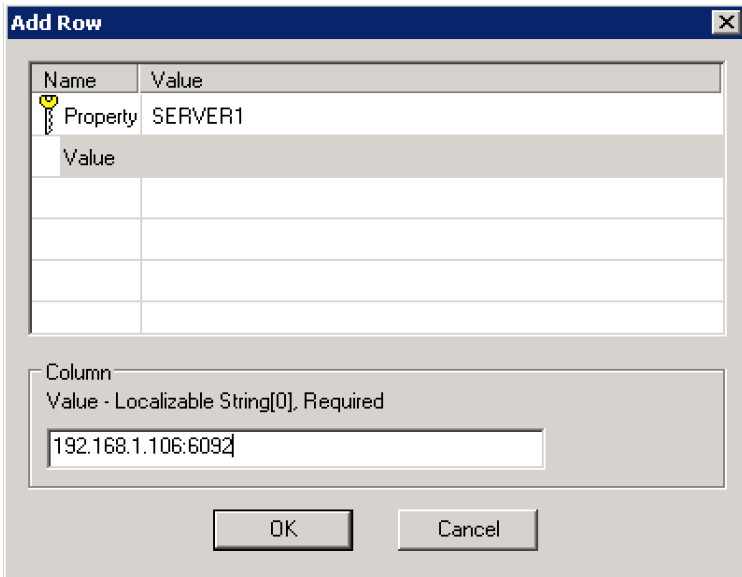 Add Row
Name Value
Property SERVER1
Value
Column
Value - Localizable String[0], Required
192.168.1.106:6092
OK Cancel